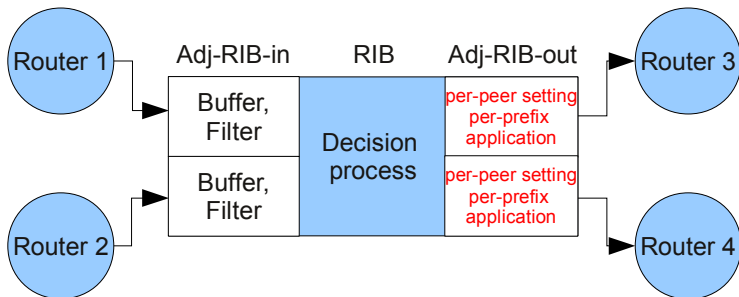 Router 1
Adj-RIB-in
RIB
Adj-RIB-out
Router 3
Buffer,
Filter
Decision
process
per-peer setting
per-prefix
application
Buffer,
Filter
per-peer setting
per-prefix
application
Router 2
Router 4